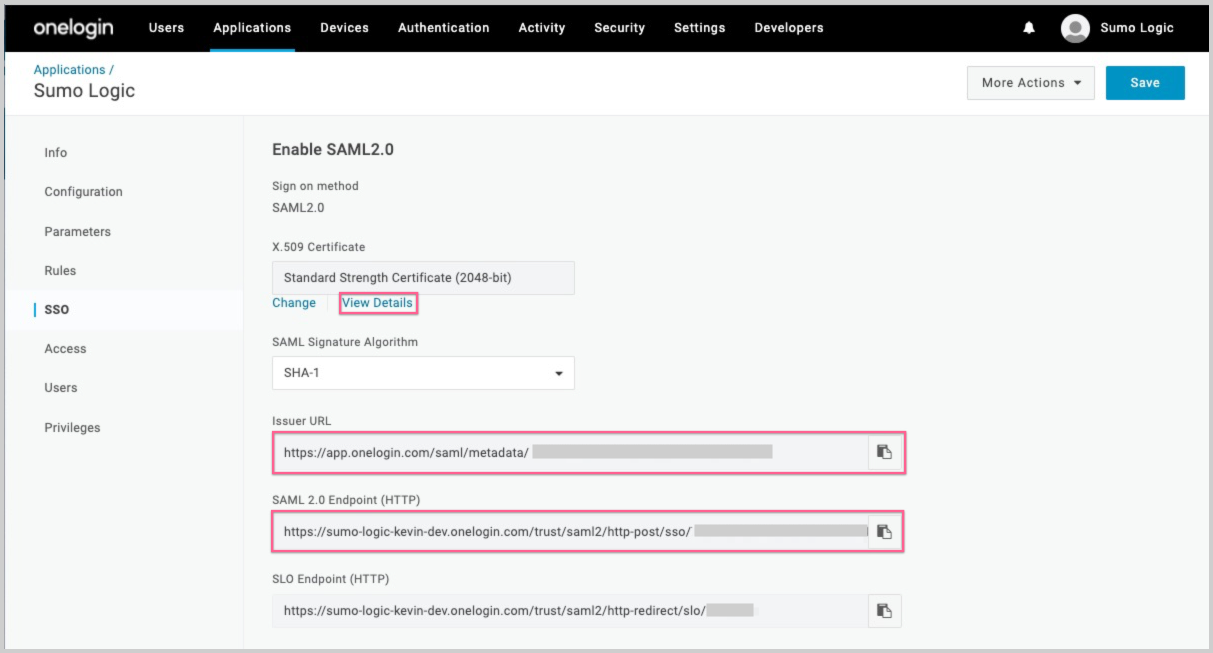 onelogin Users Applications Devices Authentication Activity Security Settings Developers Sumo Logic
Applications /
Sumo Logic
More Actions
Save
Info
Configuration
Parameters
Rules
SSO
Access
Users
Privileges
Enable SAML2.0
Sign on method
SAML2.0
X.509 Certificate
Standard Strength Certificate (2048-bit)
Change View Details
SAML Signature Algorithm
SHA-1
Issuer URL
https://app.onelogin.com/saml/metadata/
SAML 2.0 Endpoint (HTTP)
https://sumo-logic-kevin-dev.onelogin.com/trust/saml2/http-post/sso/
SLO Endpoint (HTTP)
https://sumo-logic-kevin-dev.onelogin.com/trust/saml2/http-redirect/slo/